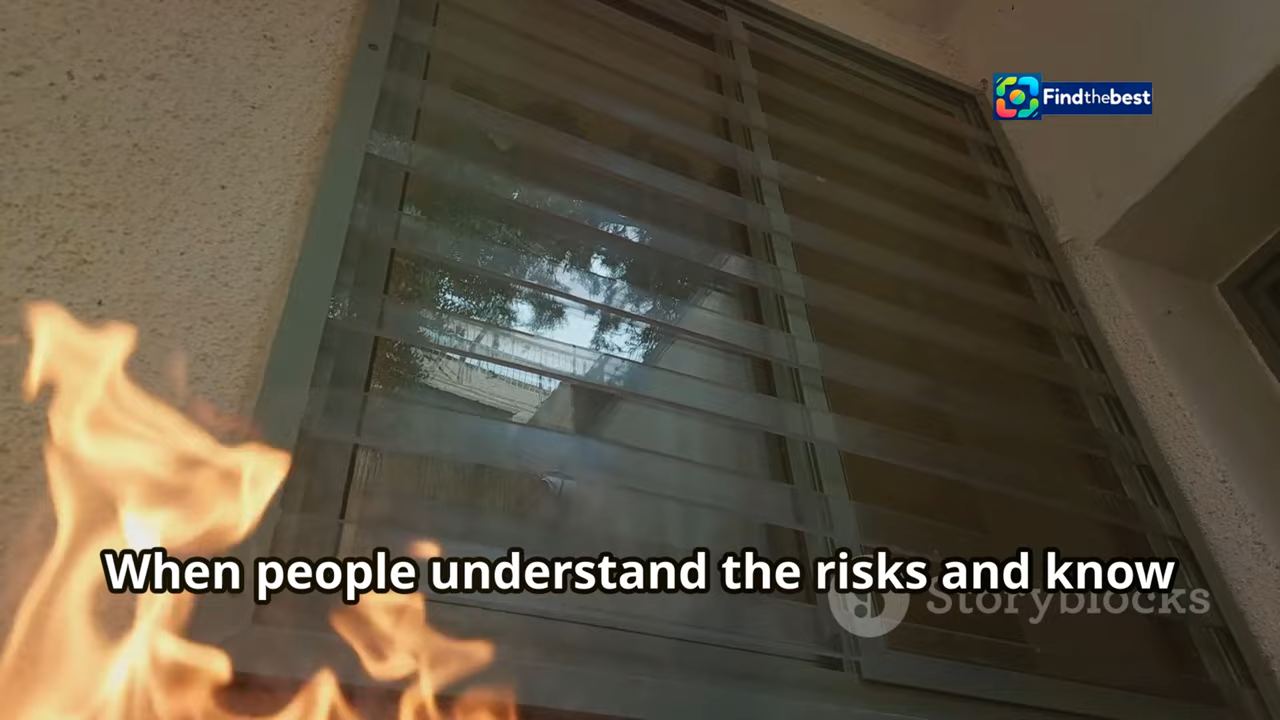 Findthebest
When people understand the risks and know
Storyblocks